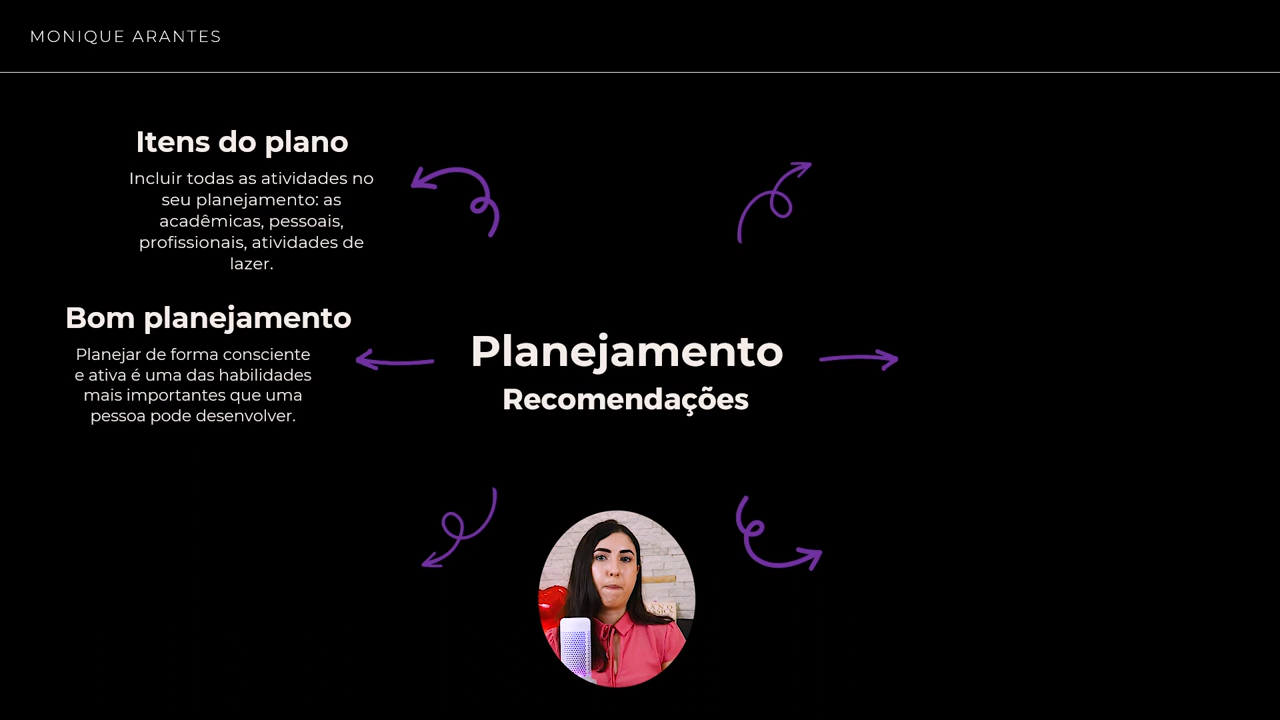 MONIQUE ARANTES
Itens do plano
Incluir todas as atividades no
seu planejamento: as
acadêmicas, pessoais,
profissionais, atividades de
lazer.
Bom planejamento
Planejar de forma consciente
e ativa é uma das habilidades
mais importantes que uma
pessoa pode desenvolver.
Planejamento
Recomendações